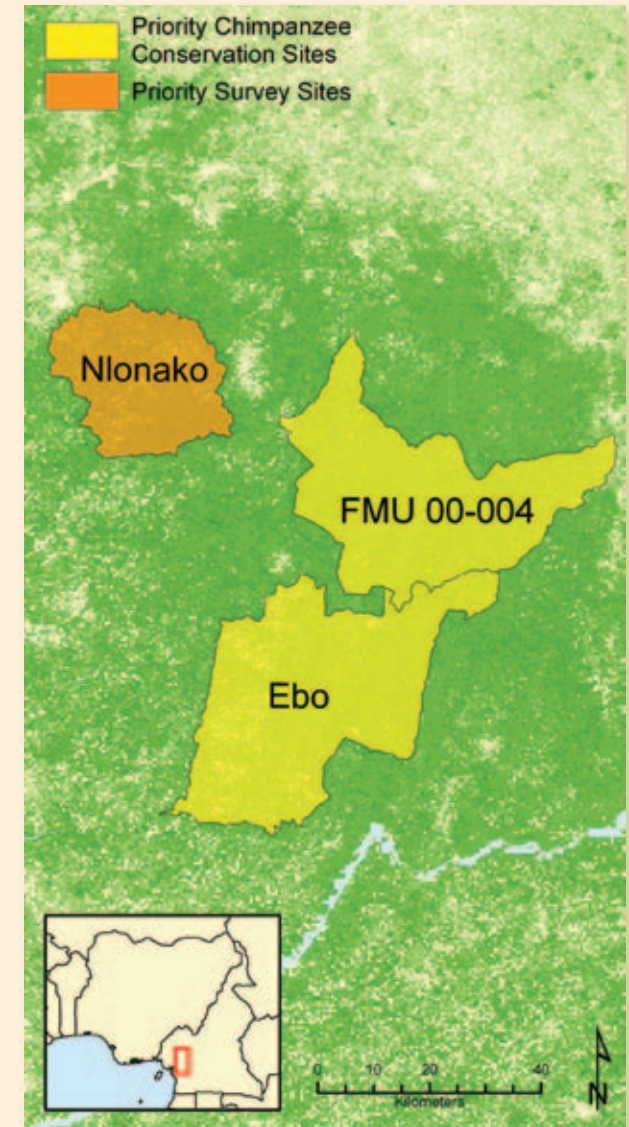 Priority Chimpanzee
Conservation Sites
Priority Survey Sites
Nlonako
FMU 00-004
Ebo
0 10 20 40
Kilometers
N